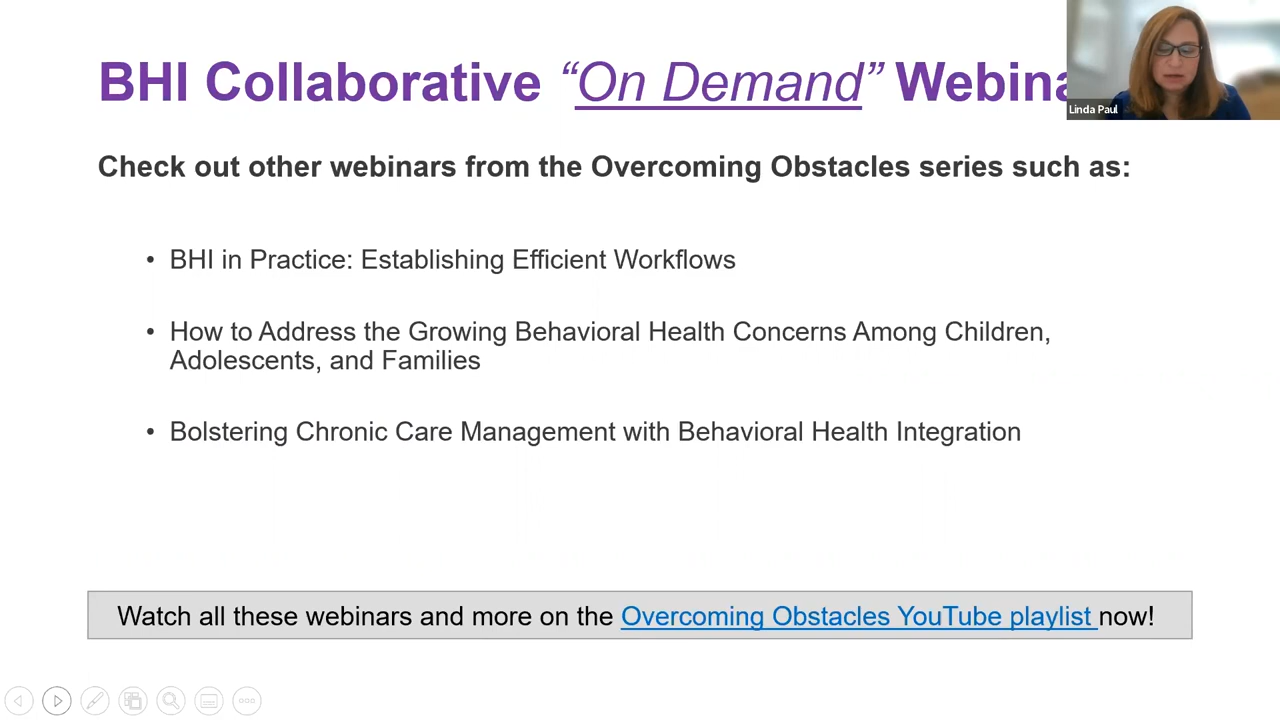 BHI Collaborative “On Demand” Webina
Linda Paul
Check out other webinars from the Overcoming Obstacles series such as:
• BHI in Practice: Establishing Efficient Workflows
• How to Address the Growing Behavioral Health Concerns Among Children,
Adolescents, and Families
• Bolstering Chronic Care Management with Behavioral Health Integration
Watch all these webinars and more on the Overcoming Obstacles YouTube playlist now!